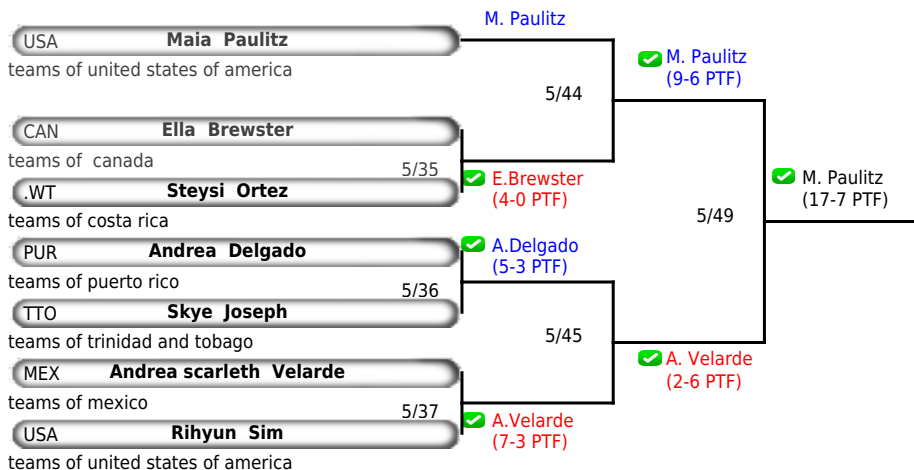 M. Paulitz
USA Maia Paulitz
teams of united states of america
M. Paulitz
(9-6 PTF)
5/44
CAN Ella Brewster
teams of canada
5/35
E.Brewster
(4-0 PTF)
.WT Steysi Ortez
teams of costa rica
M. Paulitz
(17-7 PTF)
5/49
PUR Andrea Delgado
teams of puerto rico
A.Delgado
(5-3 PTF)
5/36
TTO Skye Joseph
teams of trinidad and tobago
5/45
MEX Andrea scarleth Velarde
teams of mexico
A. Velarde
(2-6 PTF)
5/37
A.Velarde
(7-3 PTF)
USA Rihyun Sim
teams of united states of america